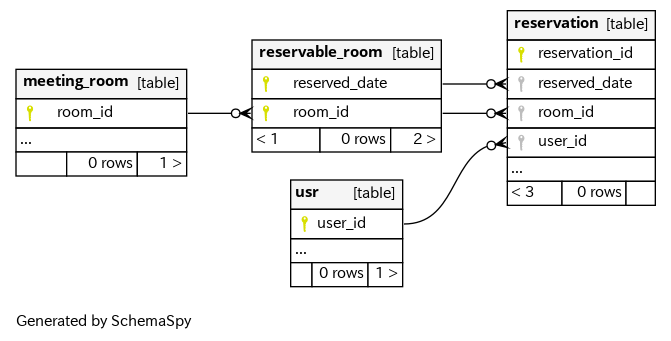 meeting_room [table]
room_id
...
0 rows 1 >
reservable_room [table]
reserved_date
room_id
< 1 0 rows 2 >
usr [table]
user_id
...
0 rows 1 >
reservation [table]
reservation_id
reserved_date
room_id
user_id
...
< 3 0 rows
Generated by SchemaSpy